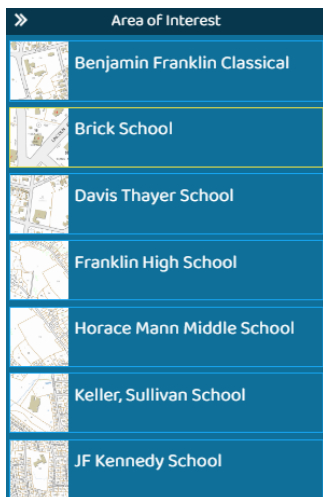 Area of Interest
Benjamin Franklin Classical
Brick School
Davis Thayer School
Franklin High School
Horace Mann Middle School
Keller, Sullivan School
JF Kennedy School